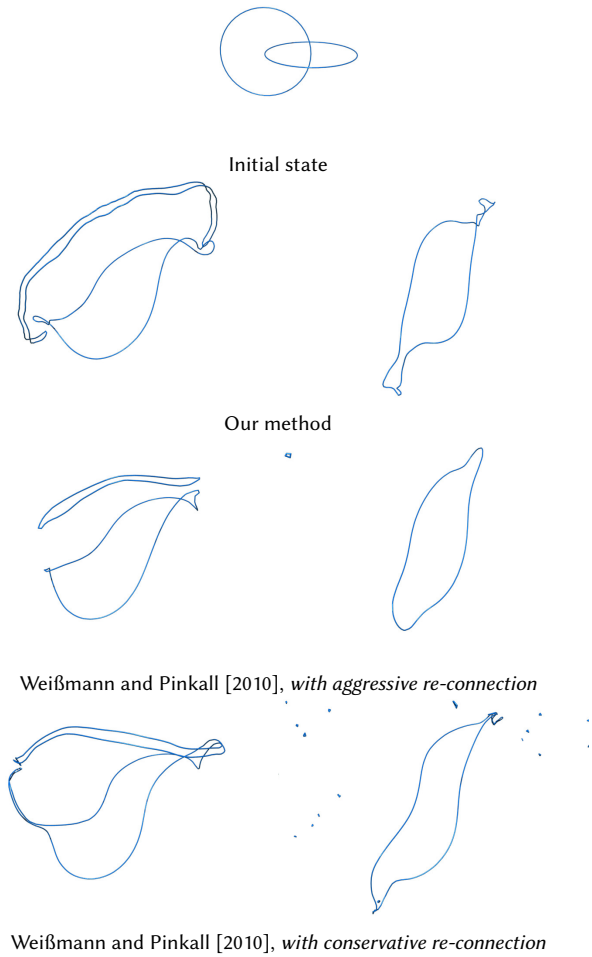 Initial state
Our method
Weißmann and Pinkall [2010], with aggressive re-connection
Weißmann and Pinkall [2010], with conservative re-connection